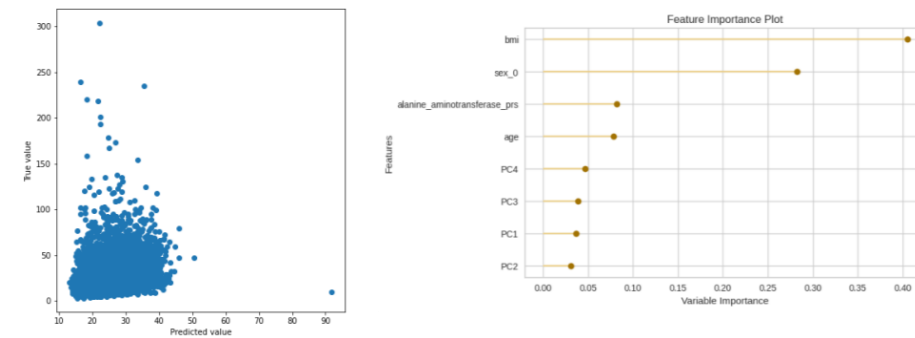 300
250
200
150
100
50
0
True value
10 20 30 40 50 60 70 80 90
Predicted value
Feature Importance Plot
Features
bmi
sex_0
alanine_aminotransferase_prs
age
PC4
PC3
PC1
PC2
0.00 0.05 0.10 0.15 0.20 0.25 0.30 0.35 0.40
Variable Importance